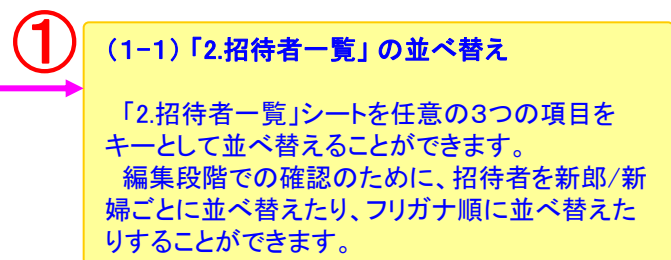 ①
(1-1)「2.招待者一覧」の並べ替え
「2.招待者一覧」シートを任意の３つの項目を
キーとして並べ替えることができます。
編集段階での確認のために、招待者を新郎/新
婦ごとに並べ替えたり、フリガナ順に並べ替えた
りすることができます。